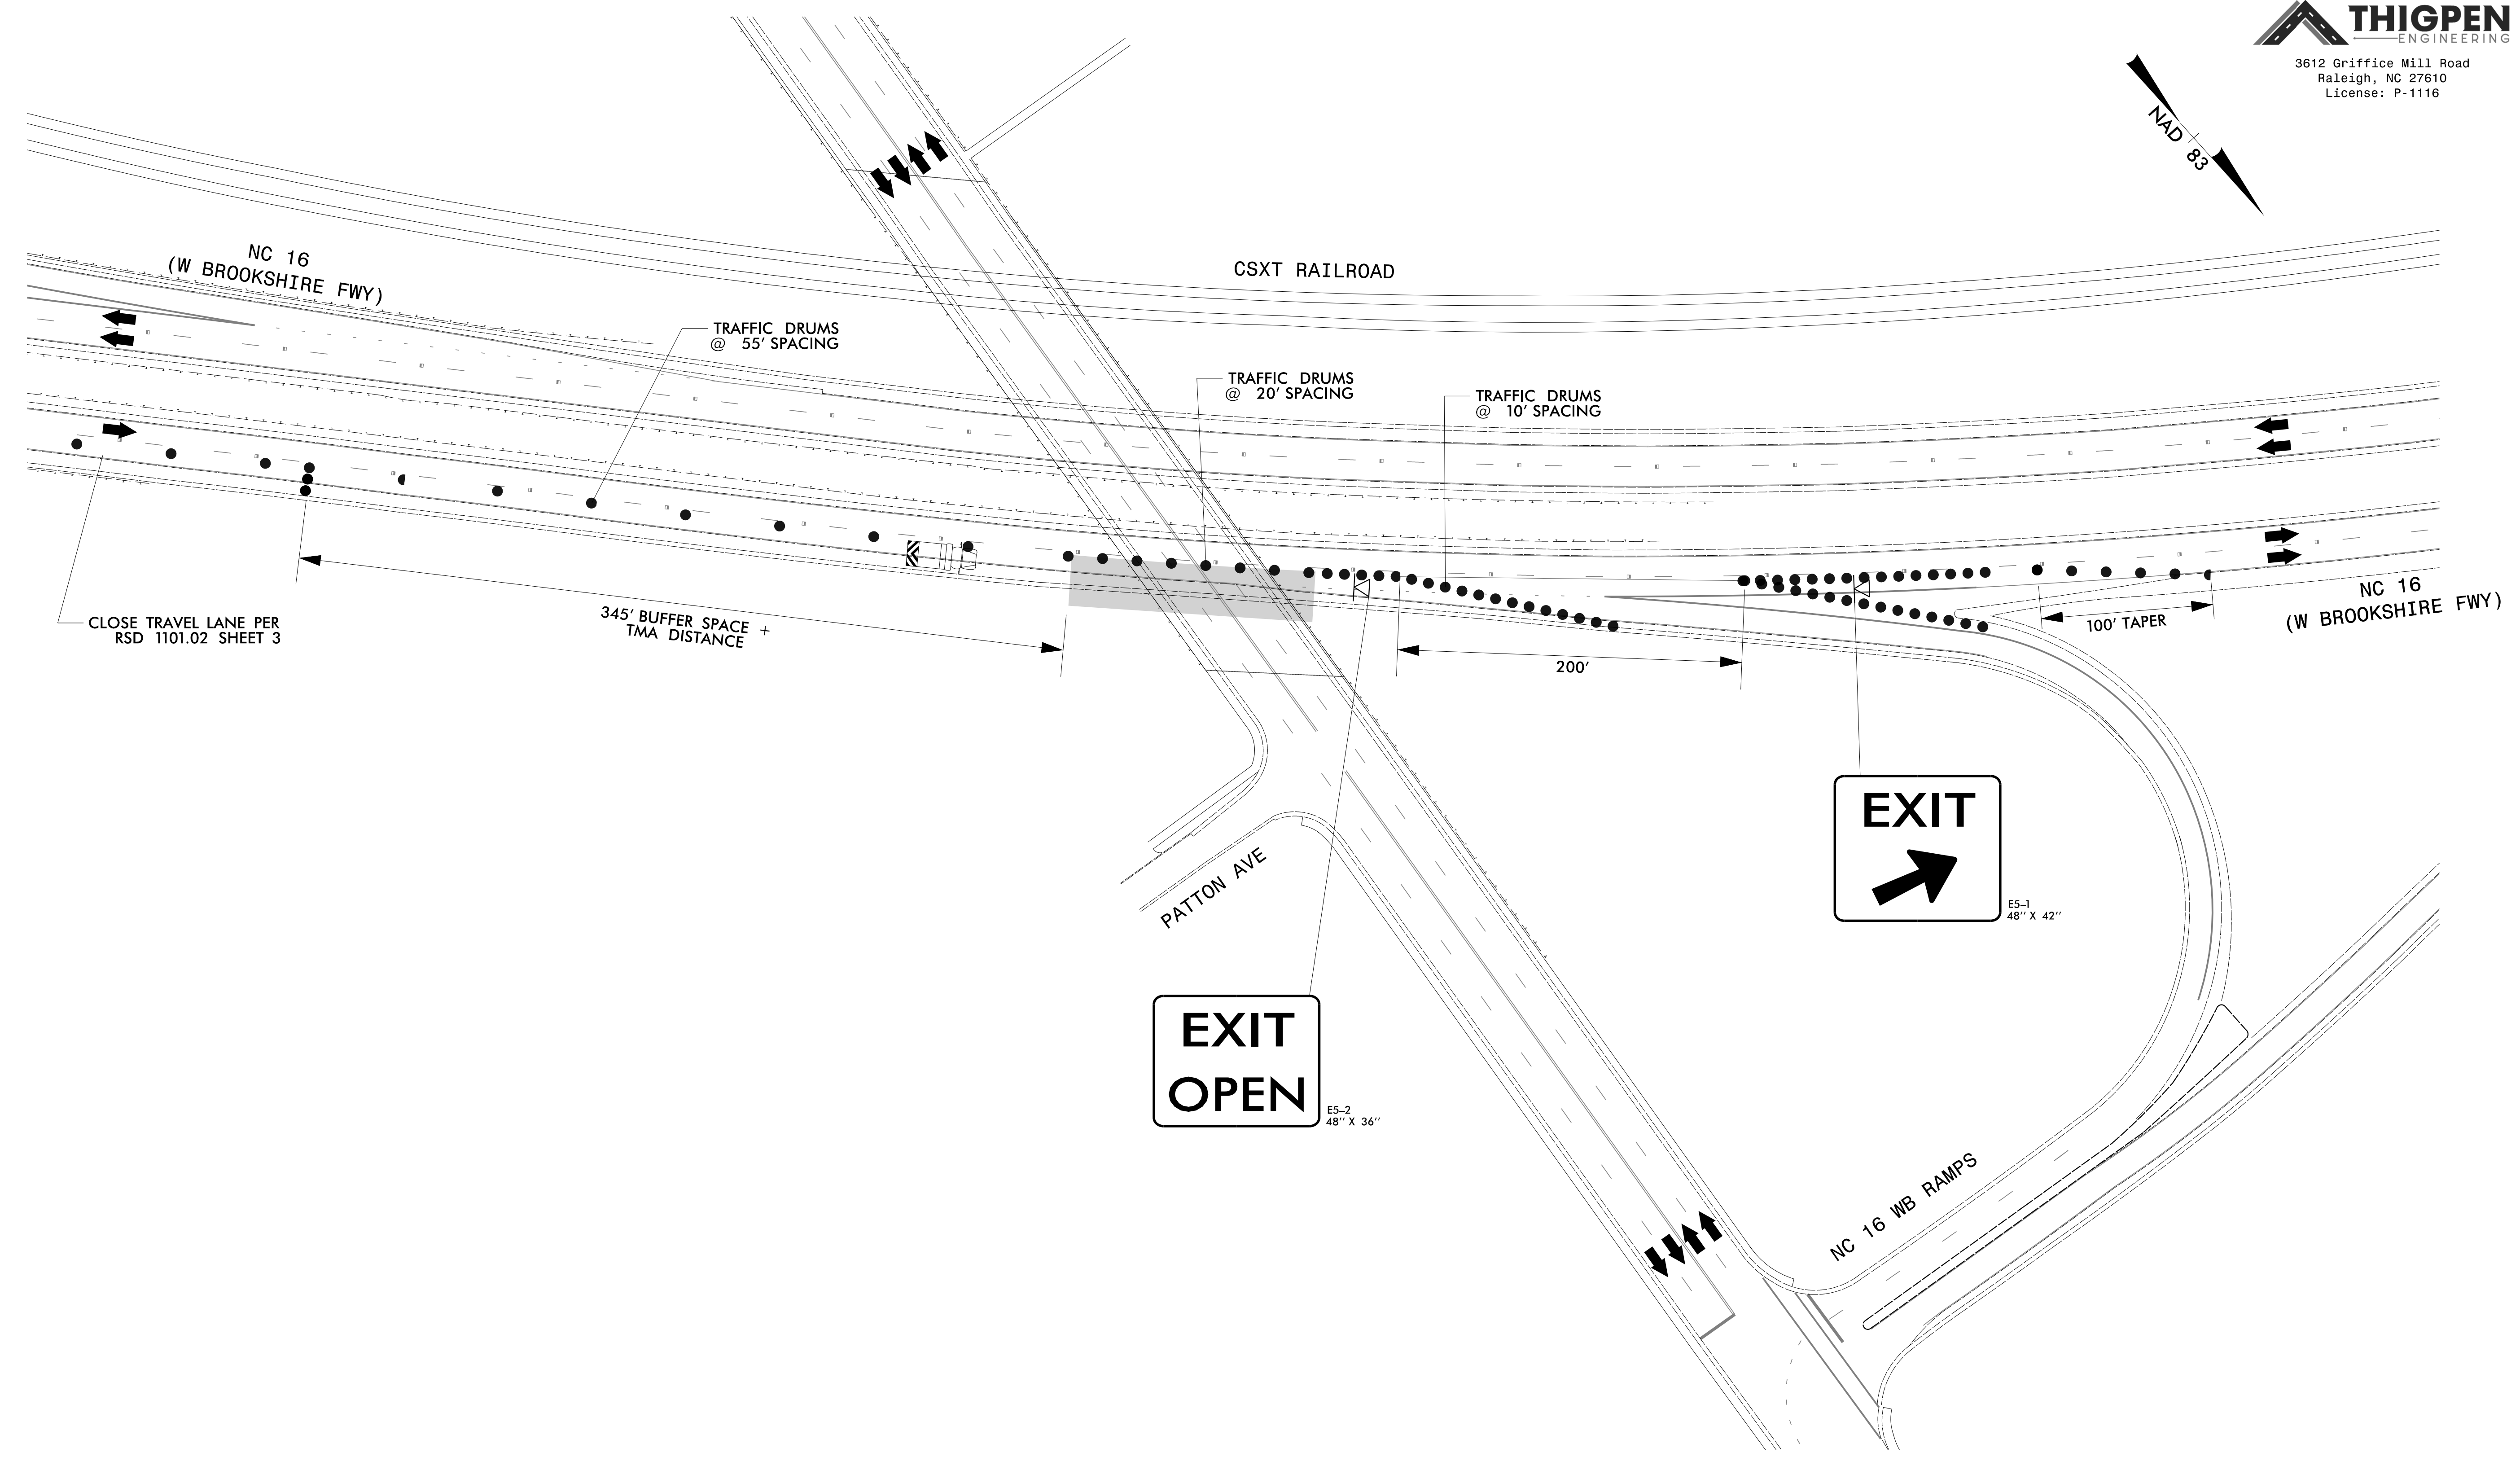 THIGPEN
ENGINEERING
3612 Griffice Mill Road
Raleigh, NC 27610
License: P-1116
NAD 83
NC 16
(W BROOKSHIRE FWY)
CSXT RAILROAD
TRAFFIC DRUMS
@ 55' SPACING
TRAFFIC DRUMS
@ 20' SPACING
TRAFFIC DRUMS
@ 10' SPACING
CLOSE TRAVEL LANE PER
RSD 1101.02 SHEET 3
345' BUFFER SPACE +
TMA DISTANCE
200'
100' TAPER
NC 16
(W BROOKSHIRE FWY)
EXIT
E5-1
48'' X 42''
PATTON AVE
EXIT
OPEN
E5-2
48'' X 36''
NC 16 WB RAMPS